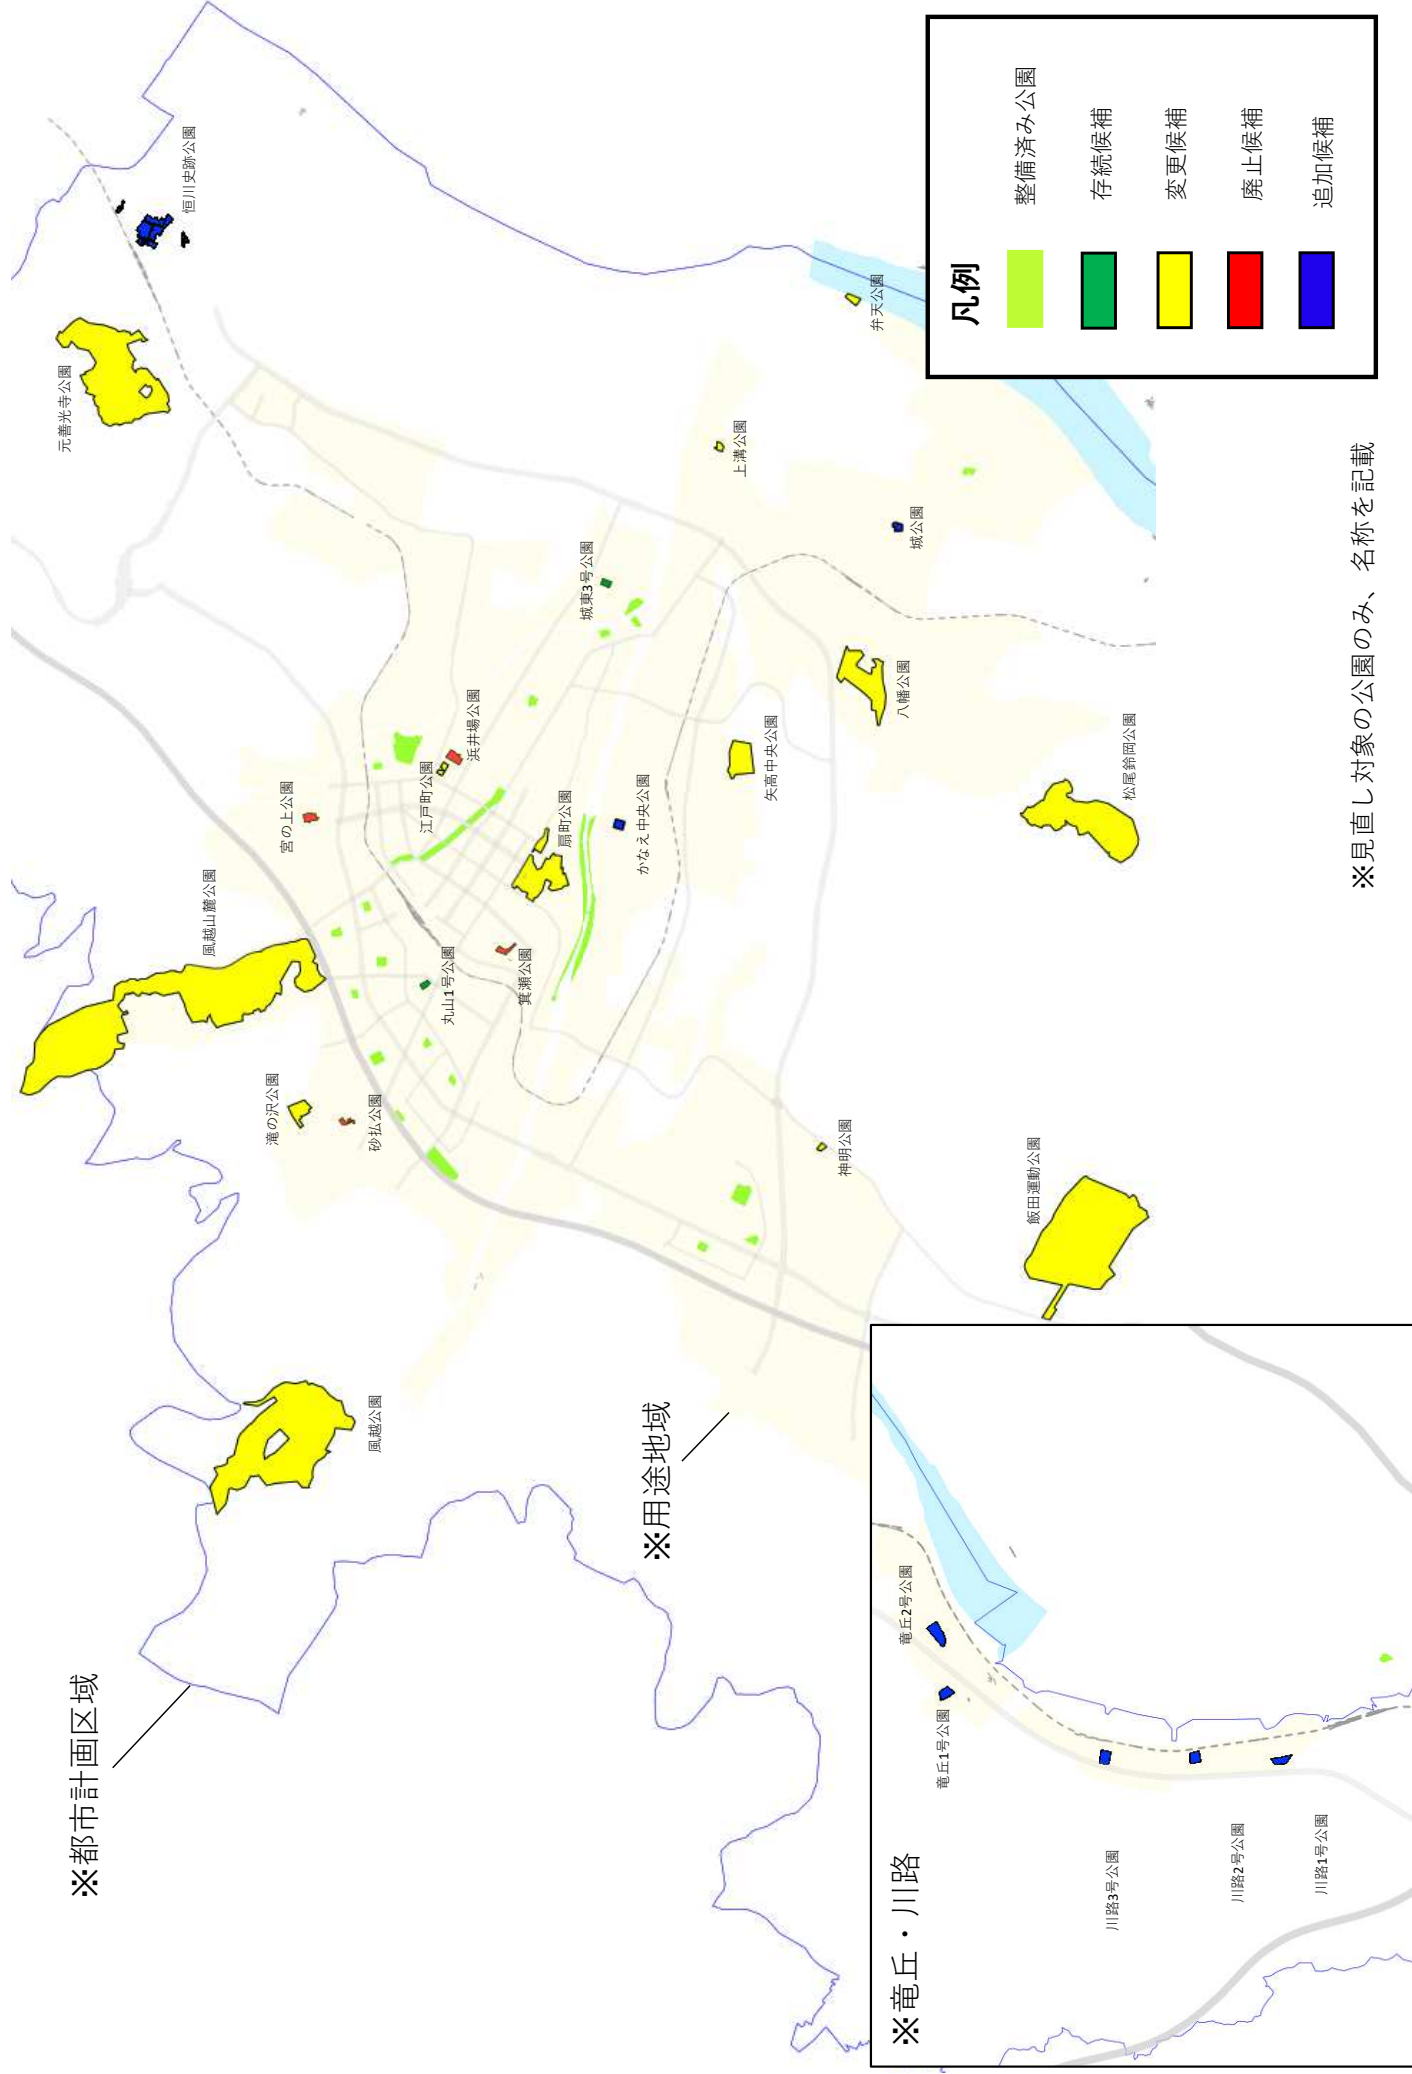 ※都市計画区域
※用途地域
風越公園
滝の沢公園
砂払公園
風越山麓公園
宮の上公園
元善光寺公園
恒川史跡公園
丸山1号公園
箕瀬公園
江戸町公園
浜井場公園
扇町公園
かなえ中央公園
城東3号公園
上溝公園
弁天公園
城公園
矢高中央公園
八幡公園
松尾鈴岡公園
神明公園
飯田運動公園
※竜丘・川路
竜丘2号公園
竜丘1号公園
川路3号公園
川路2号公園
川路1号公園
凡例
整備済み公園
存続候補
変更候補
廃止候補
追加候補
※見直し対象の公園のみ、名称を記載